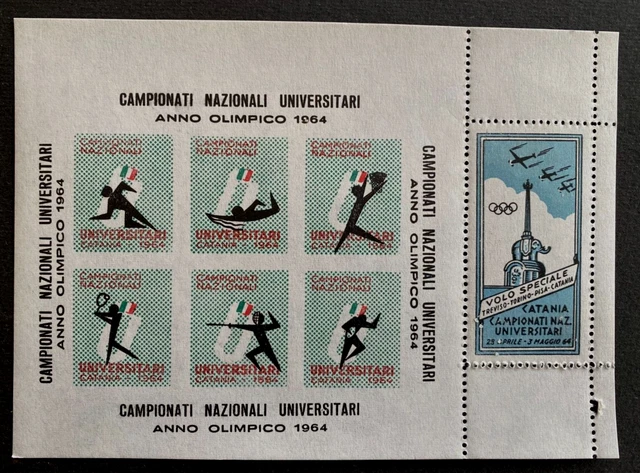 CAMPIONATI NAZIONALI UNIVERSITARI
ANNO OLIMPICO 1964
CAMPIONATI NAZIONALI UNIVERSITARI
ANNO OLIMPICO 1964
CAMPIONATI NAZIONALI UNIVERSITARI
ANNO OLIMPICO 1964
CAMPIONATI
NAZIONALI
UNIVERSITARI
CATANIA 1964
CAMPIONATI
NAZIONALI
UNIVERSITARI
CATANIA 1964
CAMPIONATI
NAZIONALI
UNIVERSITARI
CATANIA 1964
CAMPIONATI
NAZIONALI
UNIVERSITARI
CATANIA 1964
CAMPIONATI
NAZIONALI
UNIVERSITARI
CATANIA 1964
CAMPIONATI
NAZIONALI
UNIVERSITARI
CATANIA 1964
CAMPIONATI NAZIONALI UNIVERSITARI
ANNO OLIMPICO 1964
VOLO SPECIALE
TREVISO-TORINO-PISA-CATANIA
CATANIA
CAMPIONATI NAZ.
UNIVERSITARI
APRILE - 3 MAGGIO 64